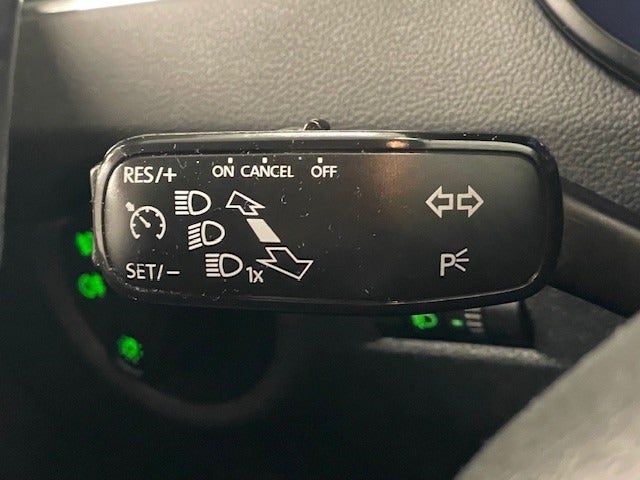 RES/+ ON CANCEL OFF
SET/-
1x
P